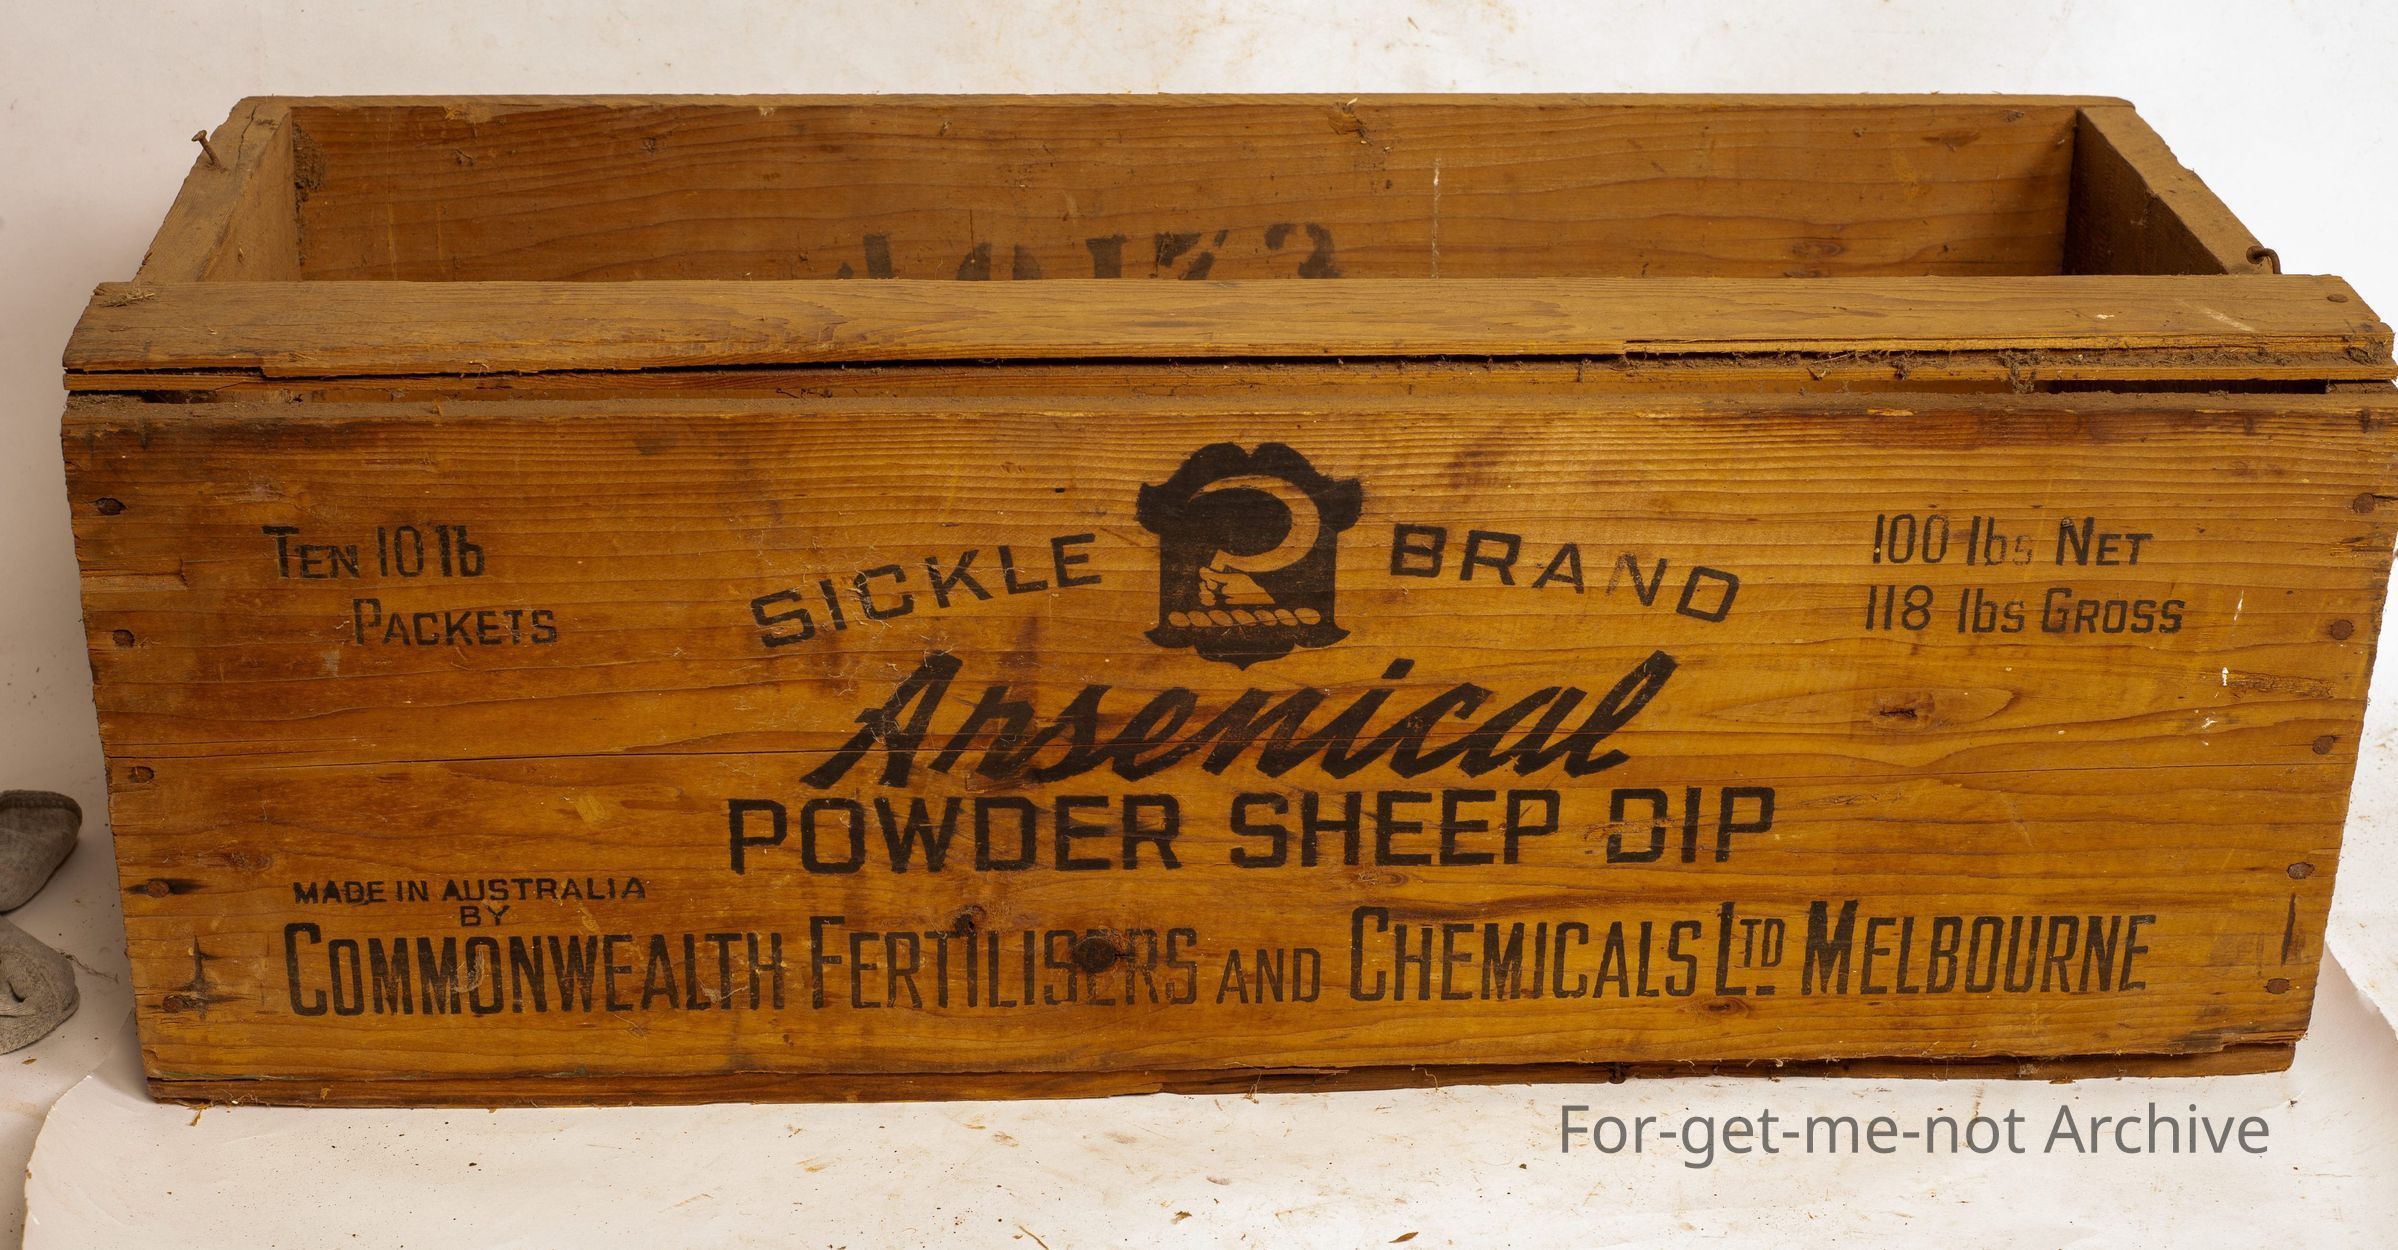 TEN 10 lb
PACKETS
SICKLE BRAND
100 lbs NET
118 lbs GROSS
Arsenical
POWDER SHEEP DIP
MADE IN AUSTRALIA
BY
COMMONWEALTH FERTILISERS AND CHEMICALS LTD MELBOURNE
For-get-me-not Archive